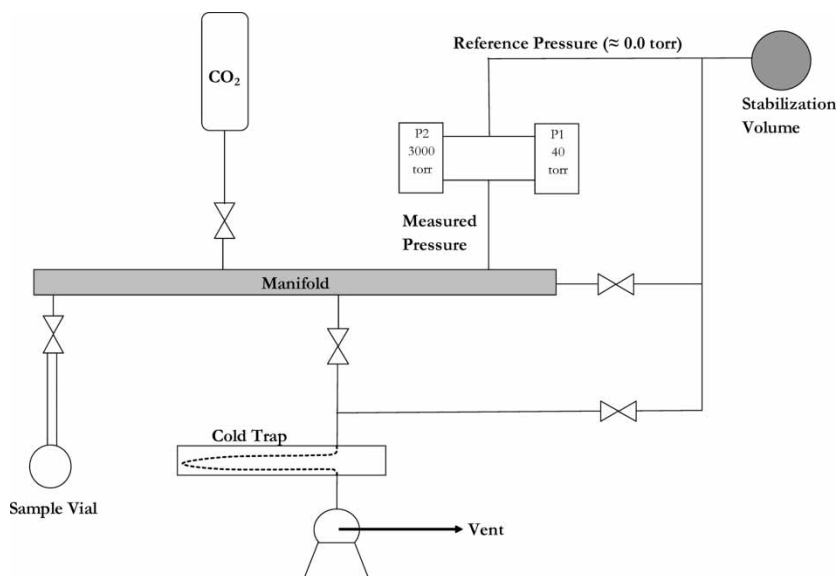 CO₂
Reference Pressure (≈ 0.0 torr)
P2
3000
torr
P1
40
torr
Stabilization
Volume
Measured
Pressure
Manifold
Cold Trap
Sample Vial
Vent